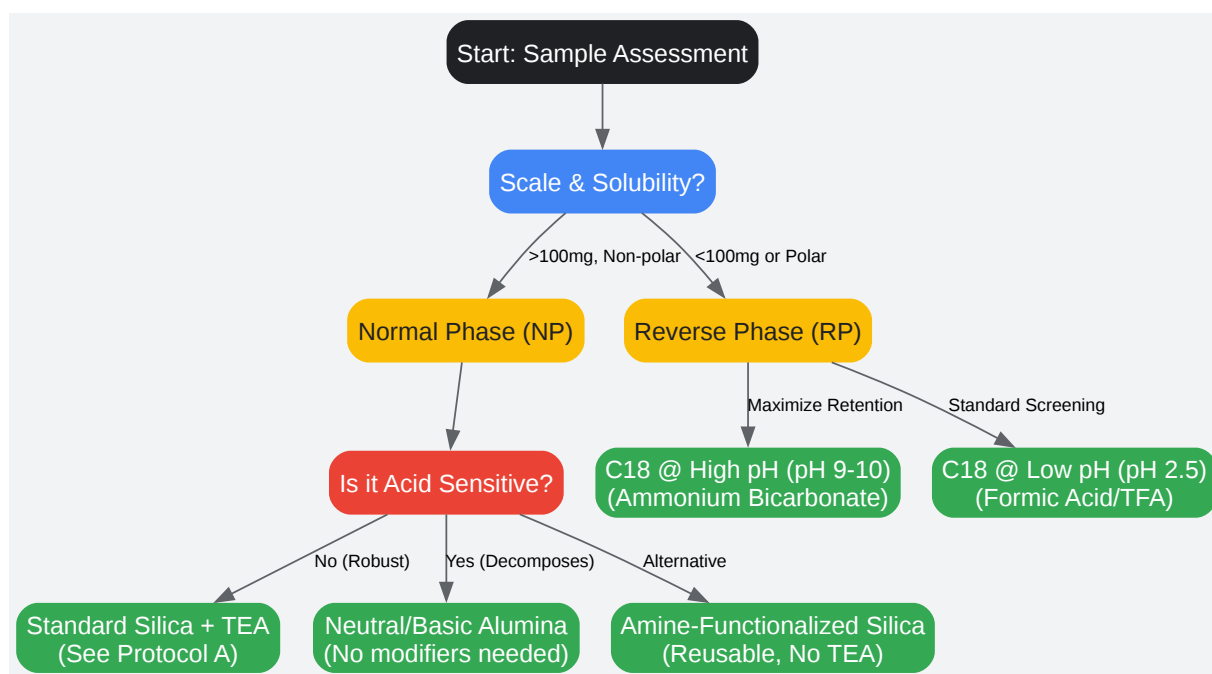 Start: Sample Assessment
Scale & Solubility?
>100mg, Non-polar
<100mg or Polar
Normal Phase (NP)
Reverse Phase (RP)
Maximize Retention
Standard Screening
Is it Acid Sensitive?
C18 @ High pH (pH 9-10)
(Ammonium Bicarbonate)
C18 @ Low pH (pH 2.5)
(Formic Acid/TFA)
No (Robust)
Yes (Decomposes)
Alternative
Standard Silica + TEA
(See Protocol A)
Neutral/Basic Alumina
(No modifiers needed)
Amine-Functionalized Silica
(Reusable, No TEA)